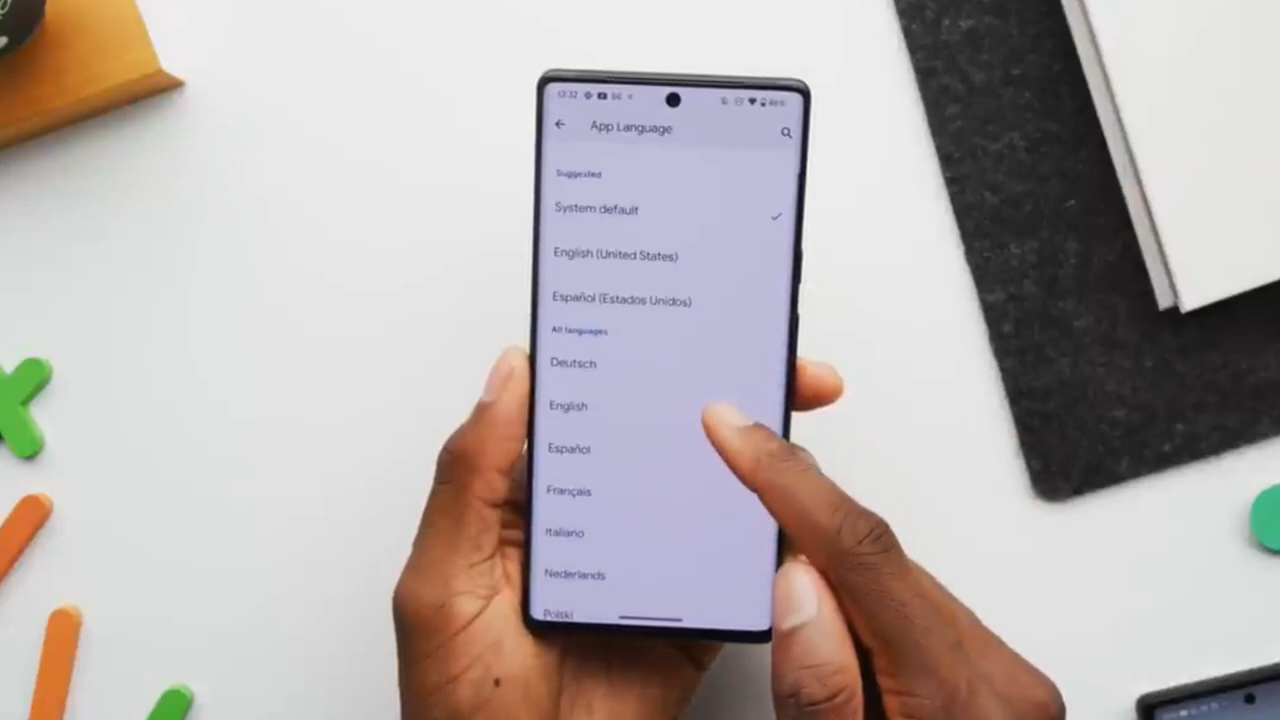 12:32
App Language
Suggested
System default
English (United States)
Español (Estados Unidos)
All languages
Deutsch
English
Español
Français
Italiano
Nederlands
Polski